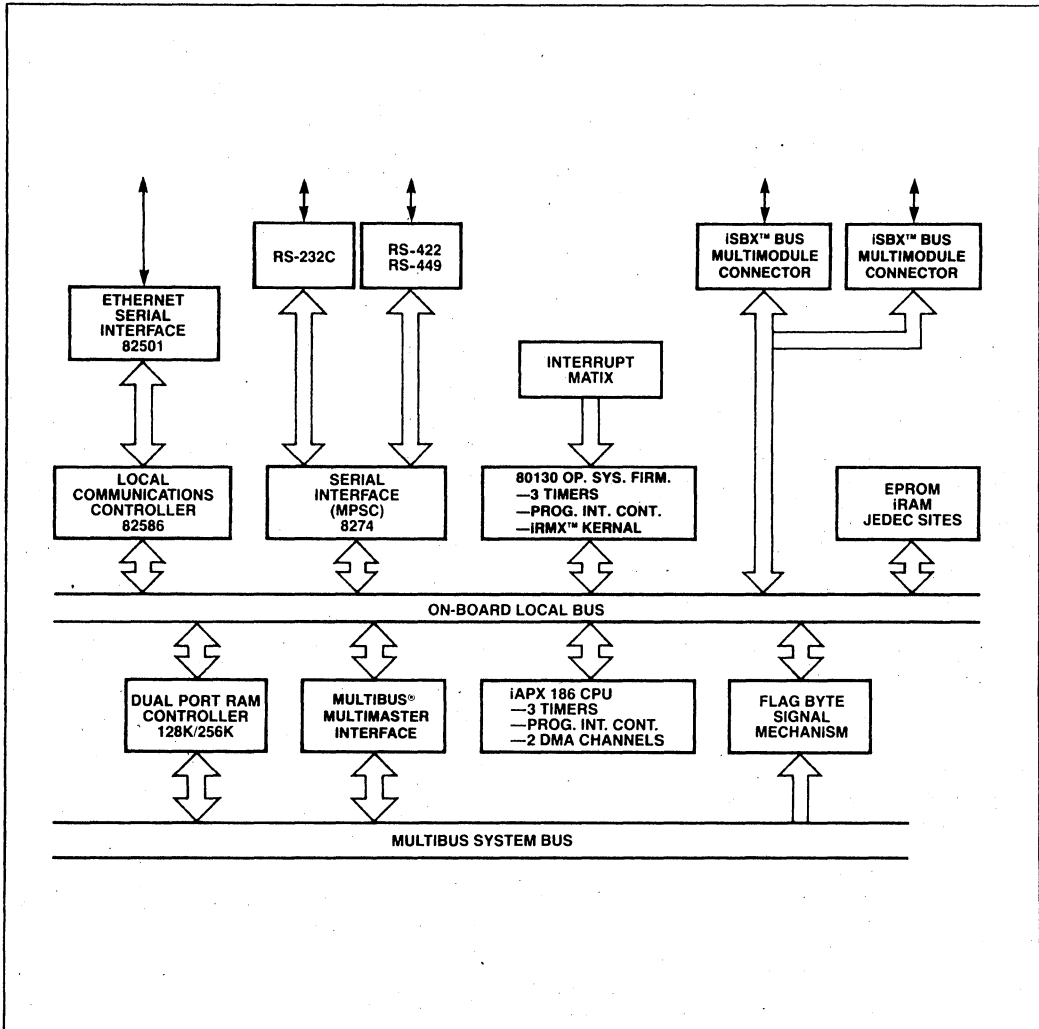 RS-232C
RS-422
RS-449
iSBX™ BUS
MULTIMODULE
CONNECTOR
iSBX™ BUS
MULTIMODULE
CONNECTOR
ETHERNET
SERIAL
INTERFACE
82501
INTERRUPT
MATIX
LOCAL
COMMUNICATIONS
CONTROLLER
82586
SERIAL
INTERFACE
(MPSC)
8274
80130 OP. SYS. FIRM.
—3 TIMERS
—PROG. INT. CONT.
—iRMX™ KERNAL
EPROM
iRAM
JEDEC SITES
ON-BOARD LOCAL BUS
DUAL PORT RAM
CONTROLLER
128K/256K
MULTIBUS®
MULTIMASTER
INTERFACE
iAPX 186 CPU
—3 TIMERS
—PROG. INT. CONT.
—2 DMA CHANNELS
FLAG BYTE
SIGNAL
MECHANISM
MULTIBUS SYSTEM BUS